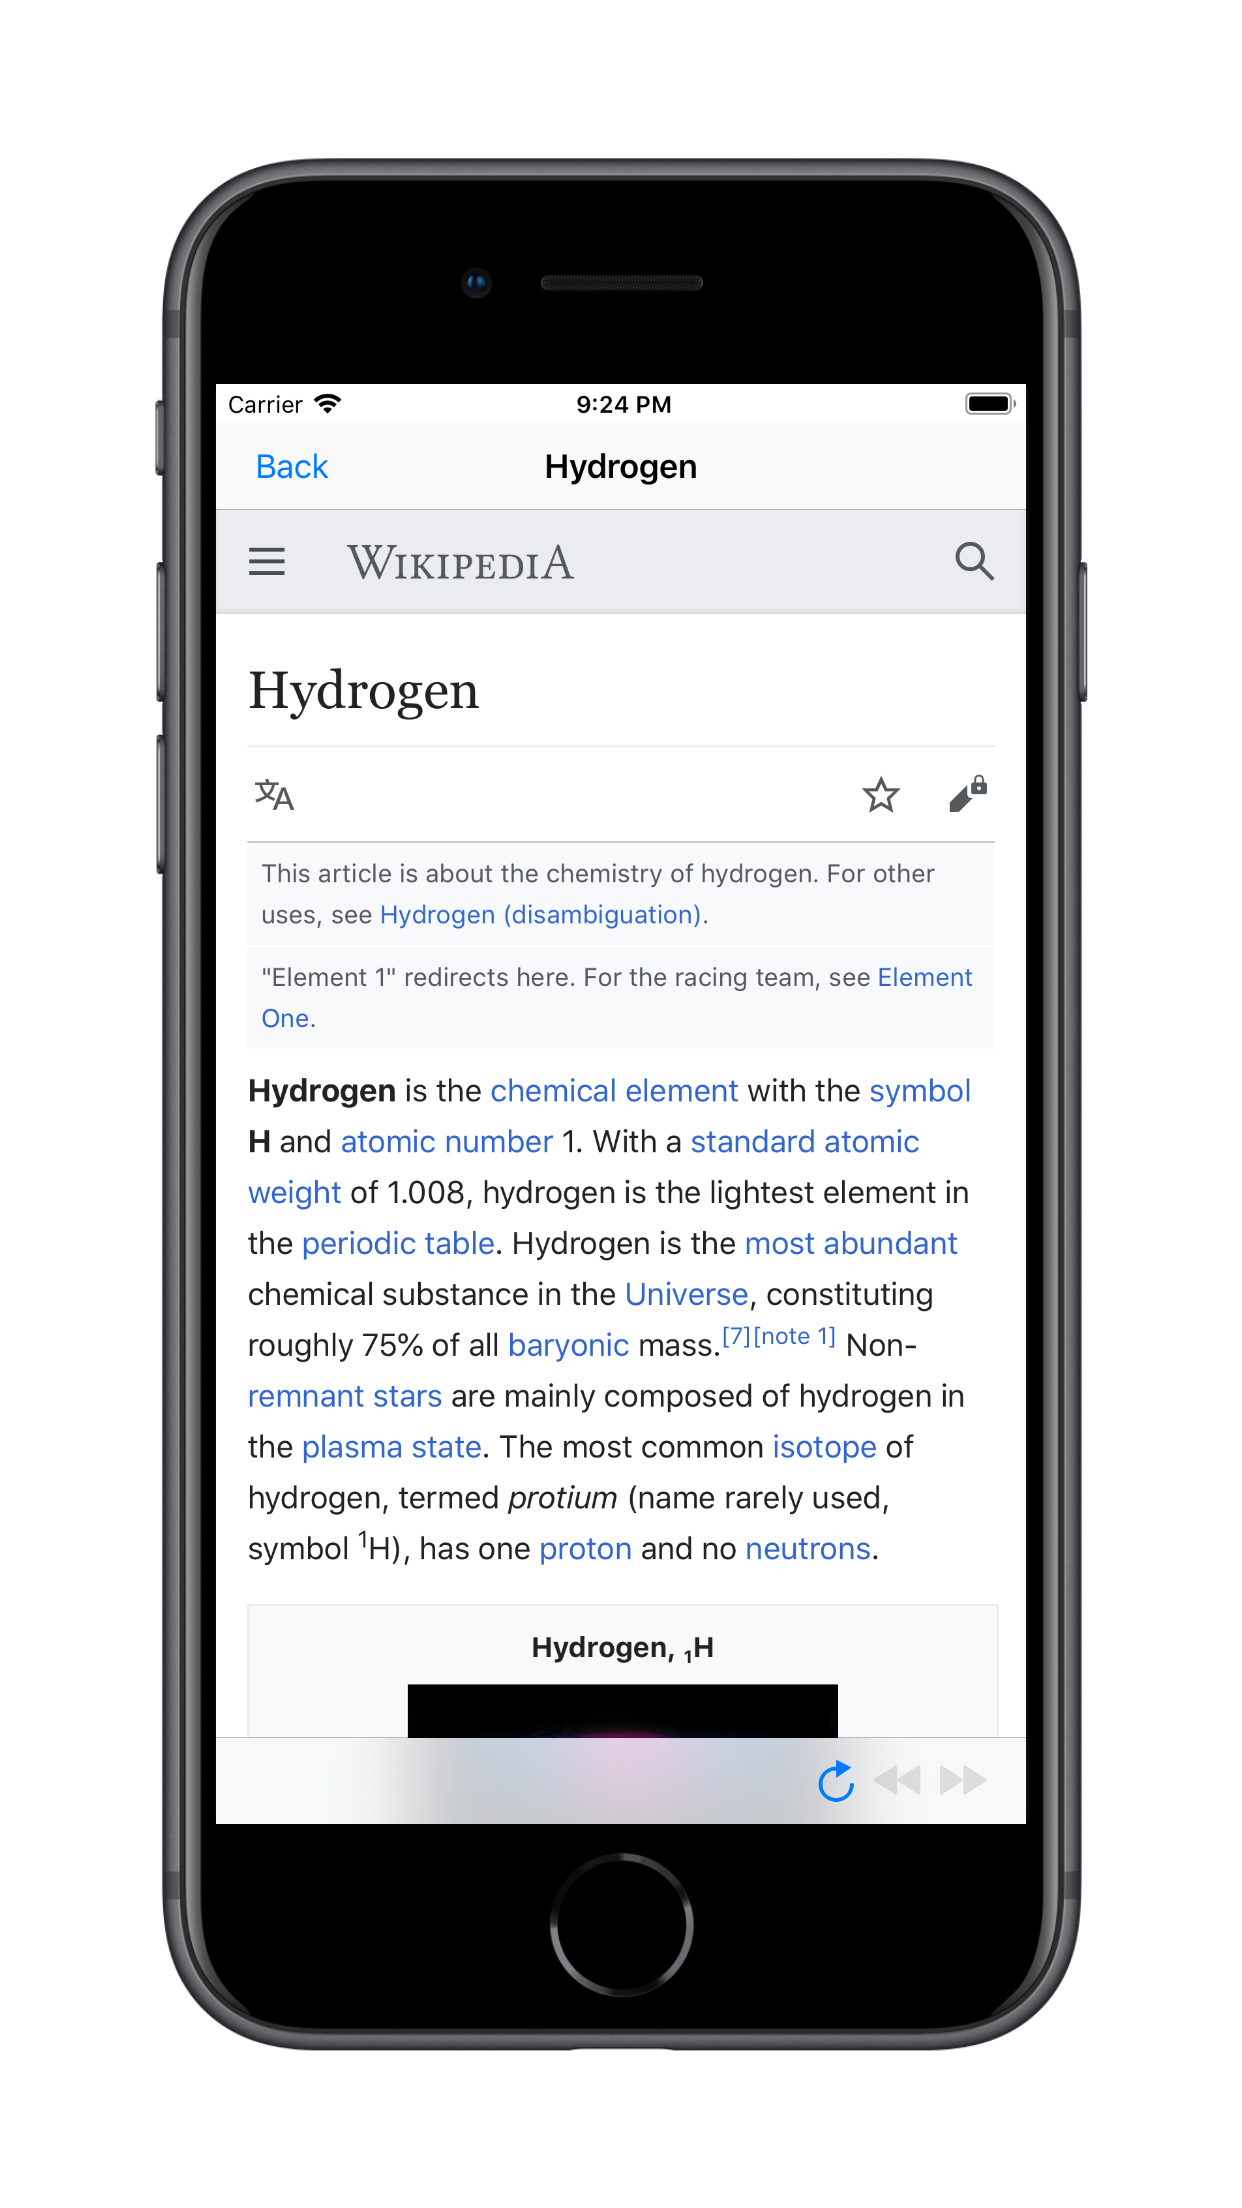 Carrier 9:24 PM
Back Hydrogen
WIKIPEDIA
Hydrogen
文A
This article is about the chemistry of hydrogen. For other
uses, see Hydrogen (disambiguation).
"Element 1" redirects here. For the racing team, see Element
One.
Hydrogen is the chemical element with the symbol
H and atomic number 1. With a standard atomic
weight of 1.008, hydrogen is the lightest element in
the periodic table. Hydrogen is the most abundant
chemical substance in the Universe, constituting
roughly 75% of all baryonic mass.[7][note 1] Non-
remnant stars are mainly composed of hydrogen in
the plasma state. The most common isotope of
hydrogen, termed protium (name rarely used,
symbol ¹H), has one proton and no neutrons.
Hydrogen, ₁H